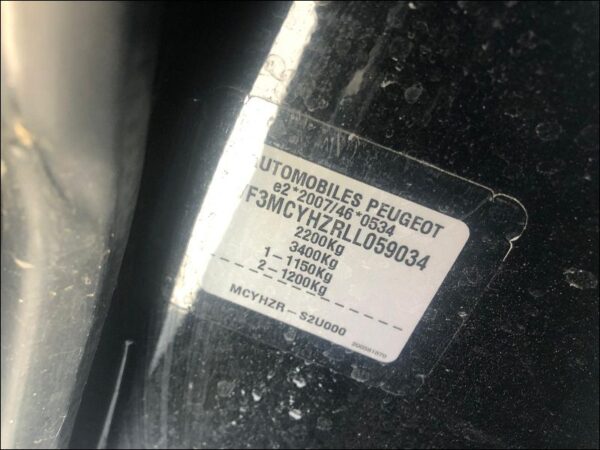 AUTOMOBILES PEUGEOT
e2*2007/46*0534
VF3MCYHZRLL059034
2200Kg
3400Kg
1-1150Kg
2-1200Kg
MCYHZR-S2U000